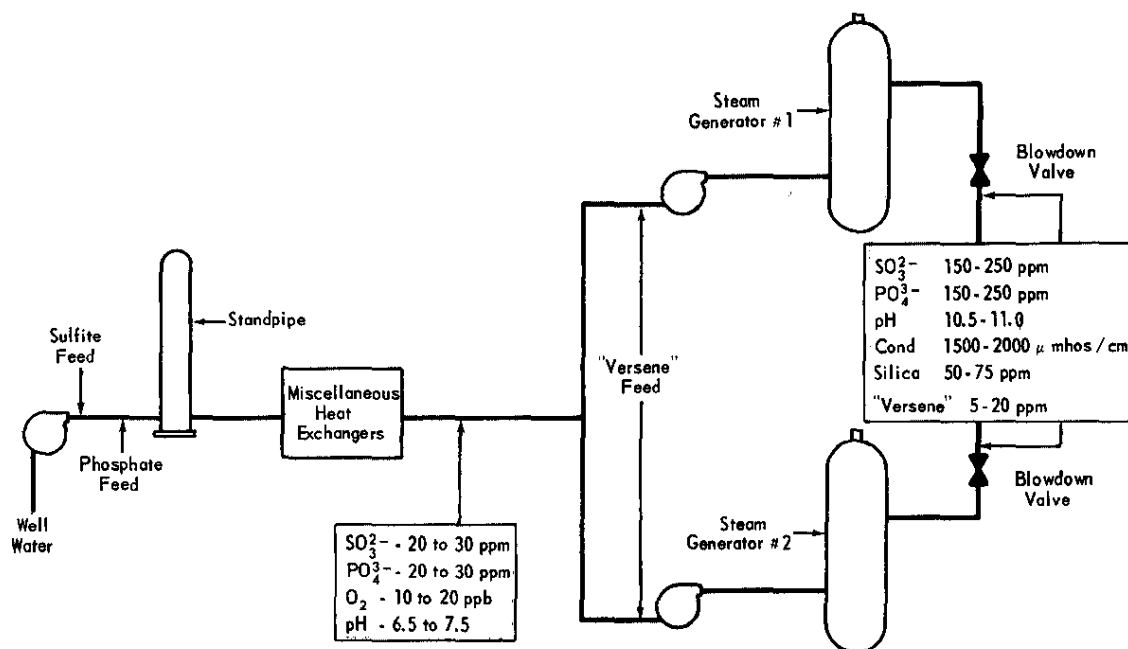 Steam
Generator #1
Blowdown
Valve
SO₃²⁻ 150-250 ppm
PO₄³⁻ 150-250 ppm
pH 10.5-11.0
Cond 1500-2000 μ mhos/cm
Silica 50-75 ppm
"Versene" 5-20 ppm
Standpipe
Sulfite
Feed
"Versene"
Feed
Miscellaneous
Heat
Exchangers
Phosphate
Feed
Well
Water
SO₃²⁻ - 20 to 30 ppm
PO₄³⁻ - 20 to 30 ppm
O₂ - 10 to 20 ppb
pH - 6.5 to 7.5
Steam
Generator #2
Blowdown
Valve